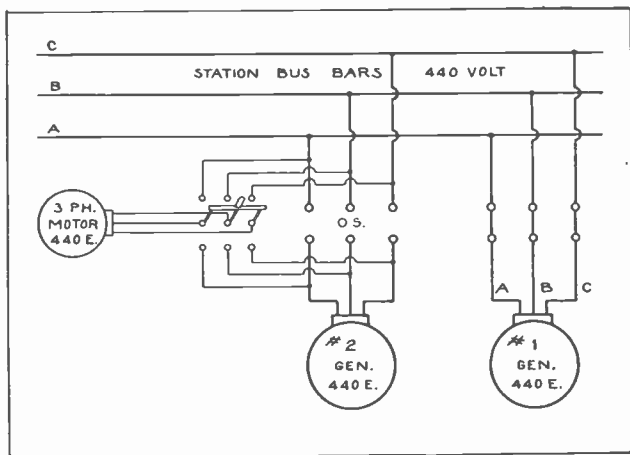 C
STATION BUS BARS 440 VOLT
B
A
3 PH.
MOTOR
440 E.
O S.
A B C
# 2
GEN.
440 E.
# 1
GEN.
440 E.